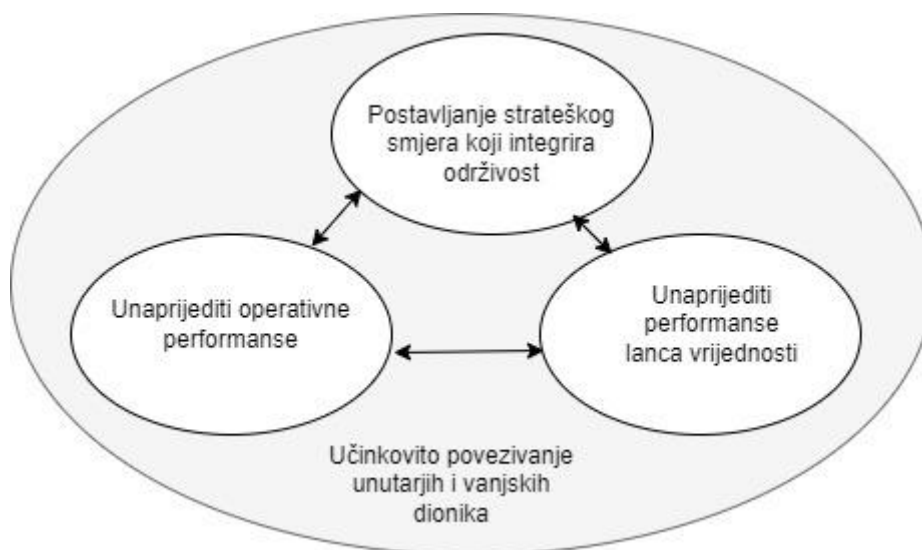 Postavljanje strateškog
smjera koji integrira
održivost
Unaprijediti operativne
performanse
Unaprijediti
performanse
lanca vrijednosti
Učinkovito povezivanje
unutarjih i vanjskih
dionika